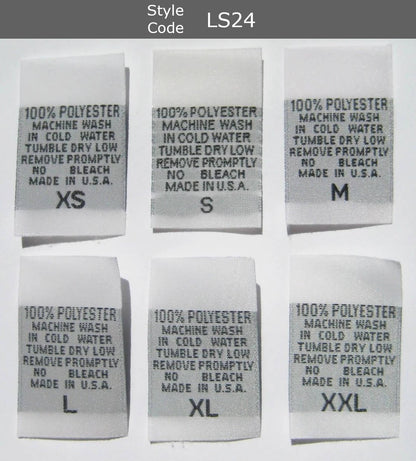 Style
Code
LS24
100% POLYESTER
MACHINE WASH
IN COLD WATER
TUMBLE DRY LOW
REMOVE PROMPTLY
NO BLEACH
MADE IN U.S.A.
XS
100% POLYESTER
MACHINE WASH
IN COLD WATER
TUMBLE DRY LOW
REMOVE PROMPTLY
NO BLEACH
MADE IN U.S.A.
S
100% POLYESTER
MACHINE WASH
IN COLD WATER
TUMBLE DRY LOW
REMOVE PROMPTLY
NO BLEACH
MADE IN U.S.A.
M
100% POLYESTER
MACHINE WASH
IN COLD WATER
TUMBLE DRY LOW
REMOVE PROMPTLY
NO BLEACH
MADE IN U.S.A.
L
100% POLYESTER
MACHINE WASH
IN COLD WATER
TUMBLE DRY LOW
REMOVE PROMPTLY
NO BLEACH
MADE IN U.S.A.
XL
100% POLYESTER
MACHINE WASH
IN COLD WATER
TUMBLE DRY LOW
REMOVE PROMPTLY
NO BLEACH
MADE IN U.S.A.
XXL